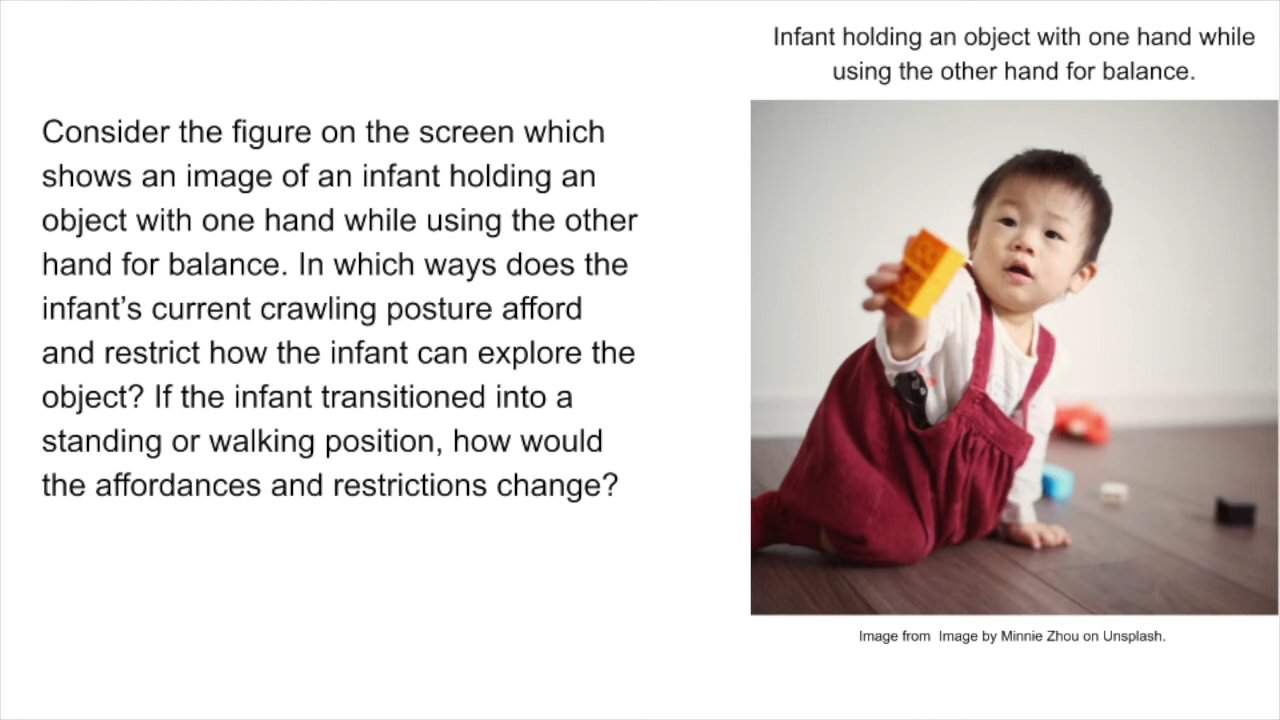 Infant holding an object with one hand while
using the other hand for balance.
Consider the figure on the screen which
shows an image of an infant holding an
object with one hand while using the other
hand for balance. In which ways does the
infant’s current crawling posture afford
and restrict how the infant can explore the
object? If the infant transitioned into a
standing or walking position, how would
the affordances and restrictions change?
Image from  Image by Minnie Zhou on Unsplash.